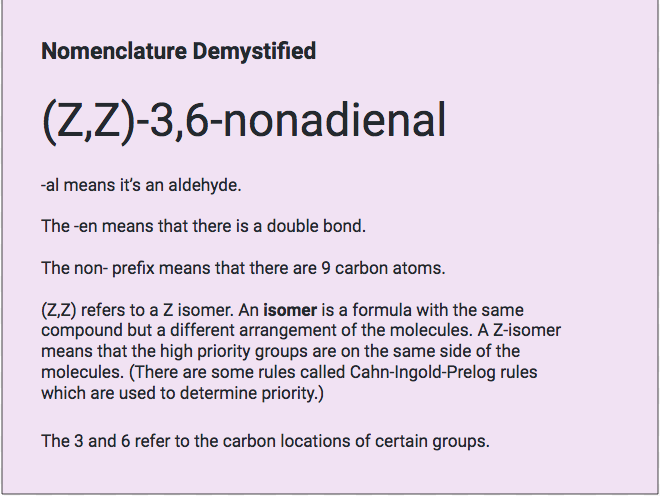 Nomenclature Demystified
(Z,Z)-3,6-nonadienal
-al means it's an aldehyde.
The -en means that there is a double bond.
The non- prefix means that there are 9 carbon atoms.
(Z,Z) refers to a Z isomer. An isomer is a formula with the same
compound but a different arrangement of the molecules. A Z-isomer
means that the high priority groups are on the same side of the
molecules. (There are some rules called Cahn-Ingold-Prelog rules
which are used to determine priority.)
The 3 and 6 refer to the carbon locations of certain groups.